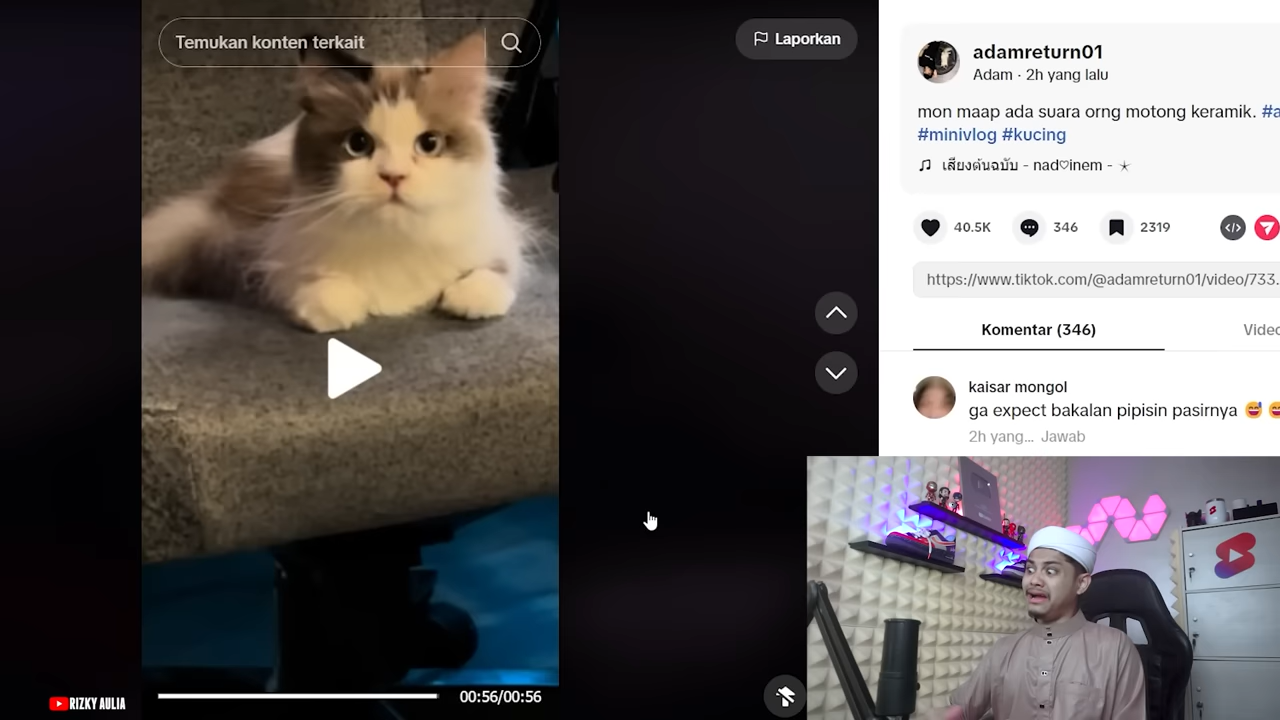 Temukan konten terkait
Laporkan
adamreturn01
Adam · 2h yang lalu
mon maap ada suara orng motong keramik. #a
#minivlog #kucing
เสียงต้นฉบับ - nad♡inem - ⚹
40.5K
346
2319
https://www.tiktok.com/@adamreturn01/video/733.
Komentar (346)
Video
kaisar mongol
ga expect bakalan pipisin pasirnya 😅 😅
2h yang... Jawab
00:56/00:56
RIZKY AULIA